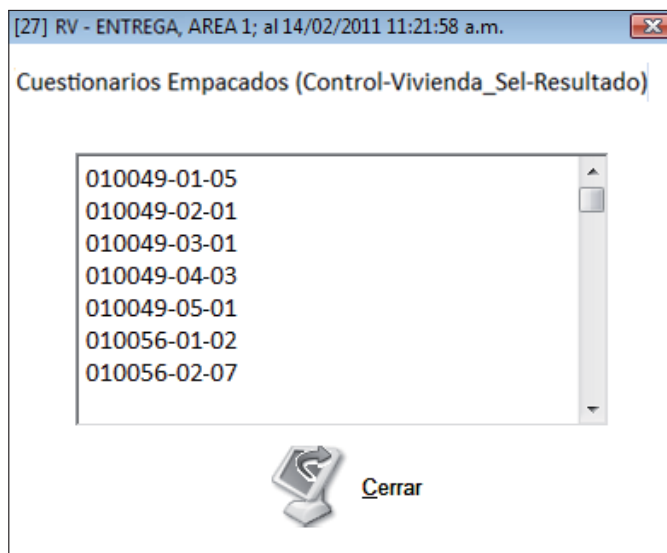 [27] RV - ENTREGA, AREA 1; al 14/02/2011 11:21:58 a.m.
Cuestionarios Empacados (Control-Vivienda_Sel-Resultado)
010049-01-05
010049-02-01
010049-03-01
010049-04-03
010049-05-01
010056-01-02
010056-02-07
Cerrar